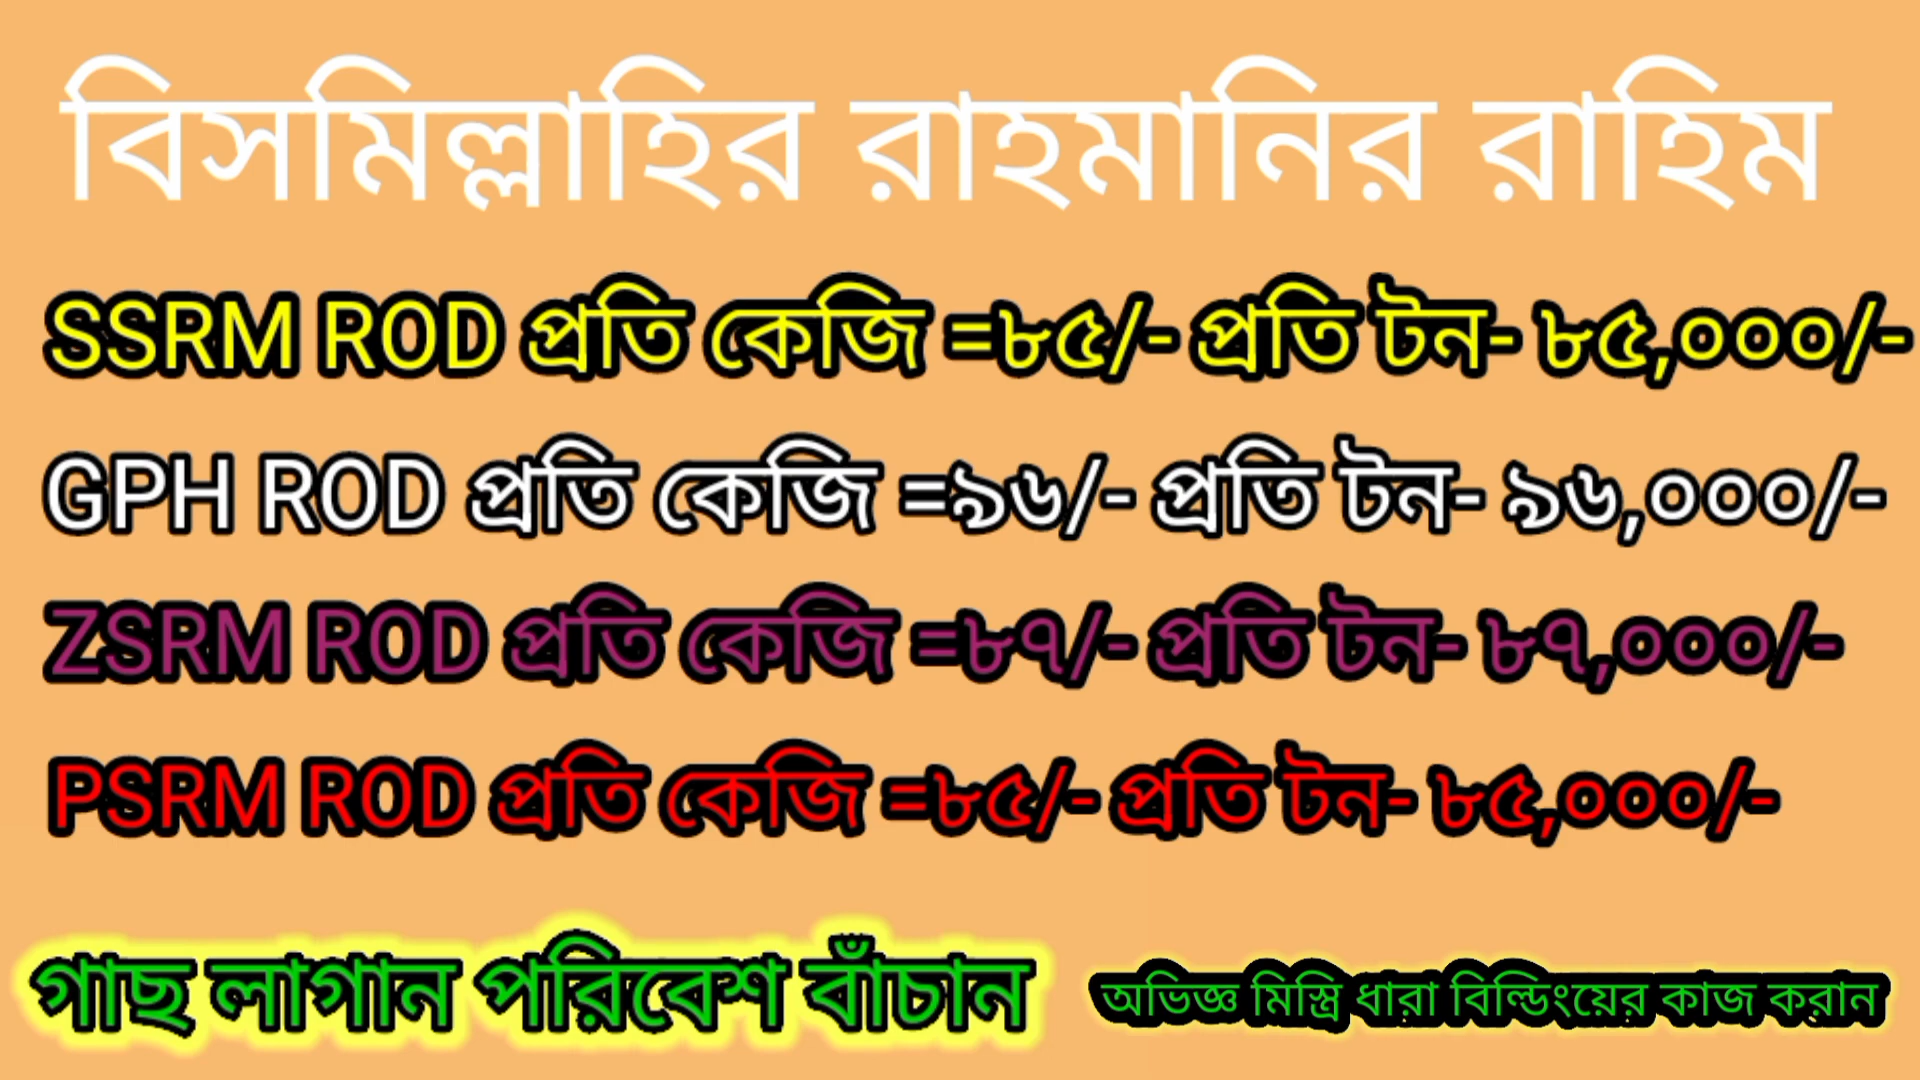 বিসমিল্লাহির রাহমানির রাহিম
SSRM ROD প্রতি কেজি =৮৫/- প্রতি টন- ৮৫,০০০/-
GPH ROD প্রতি কেজি =৯৬/- প্রতি টন- ৯৬,০০০/-
ZSRM ROD প্রতি কেজি =৮৭/- প্রতি টন- ৮৭,০০০/-
PSRM ROD প্রতি কেজি =৮৫/- প্রতি টন- ৮৫,০০০/-
গাছ লাগান পরিবেশ বাঁচান
অভিজ্ঞ মিস্ত্রি ধারা বিল্ডিংয়ের কাজ করান